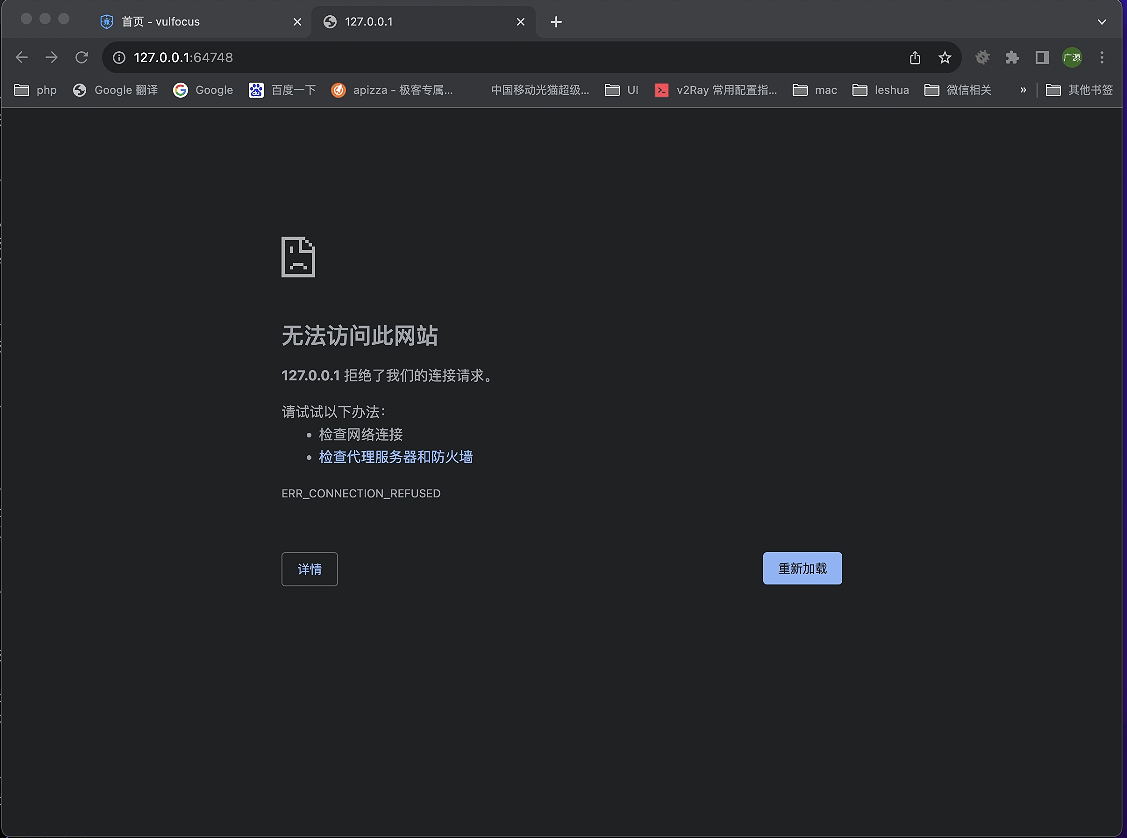 首页 - vulfocus
127.0.0.1
127.0.0.1:64748
广源
php
Google 翻译
Google
百度一下
apizza - 极客专属...
中国移动光猫超级...
UI
v2Ray 常用配置指...
mac
leshua
微信相关
»
其他书签
无法访问此网站
127.0.0.1 拒绝了我们的连接请求。
请试试以下办法：
• 检查网络连接
• 检查代理服务器和防火墙
ERR_CONNECTION_REFUSED
详情
重新加载